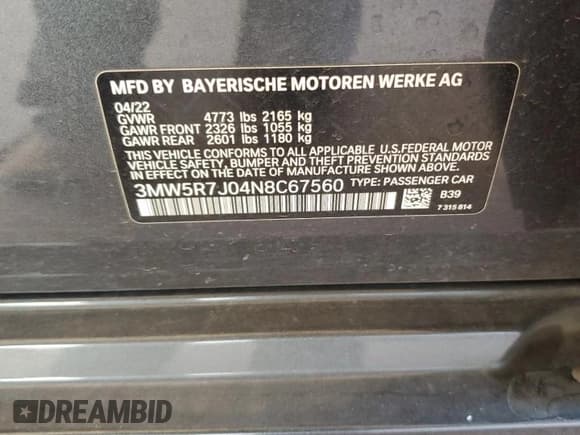 MFD BY BAYERISCHE MOTOREN WERKE AG
04/22
GVWR 4773 lbs 2165 kg
GAWR FRONT 2326 lbs 1055 kg
GAWR REAR 2601 lbs 1180 kg
THIS VEHICLE CONFORMS TO ALL APPLICABLE U.S.FEDERAL MOTOR
VEHICLE SAFETY, BUMPER AND THEFT PREVENTION STANDARDS
IN EFFECT ON THE DATE OF MANUFACTURE SHOWN ABOVE.
3MW5R7J04N8C67560 TYPE: PASSENGER CAR
B39
7 315 814
DREAMBID